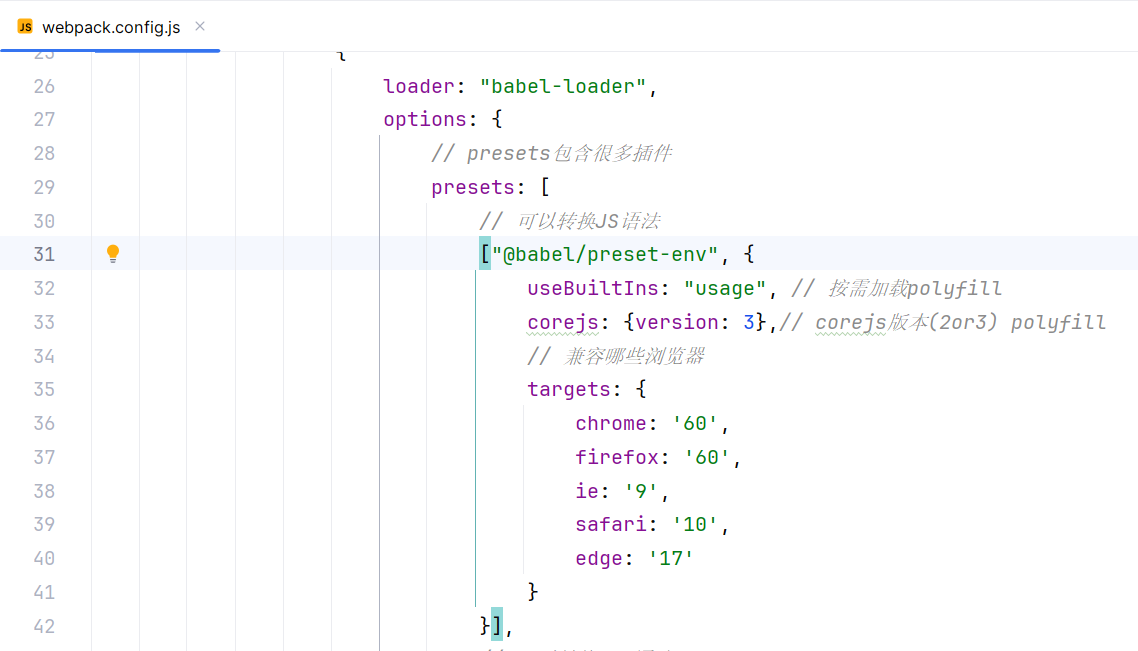 JS webpack.config.js ×
25 {
26 loader: "babel-loader",
27 options: {
28 // presets包含很多插件
29 presets: [
30 // 可以转换JS语法
31 ["@babel/preset-env", {
32 useBuiltIns: "usage", // 按需加载polyfill
33 corejs: {version: 3},// corejs版本(2or3) polyfill
34 // 兼容哪些浏览器
35 targets: {
36 chrome: '60',
37 firefox: '60',
38 ie: '9',
39 safari: '10',
40 edge: '17'
41 }
42 }],